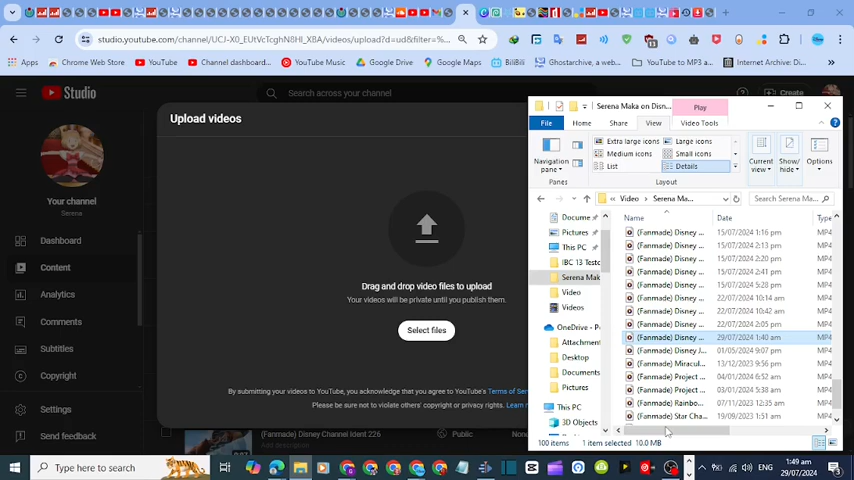 studio.youtube.com/channel/UCJ-X0_EUtVcTcghN8HI_XBA/videos/upload?d=ud&filter=%...
Apps
Chrome Web Store
YouTube
Channel dashboard...
YouTube Music
Google Drive
Google Maps
BiliBili
Ghostarchive, a we...
YouTube to MP3 a...
Internet Archive: Di...
Studio
Search across your channel
Create
Upload videos
Drag and drop video files to upload
Your videos will be private until you publish them.
Select files
By submitting your videos to YouTube, you acknowledge that you agree to YouTube's Terms of Serv
Please be sure not to violate others' copyright or privacy rights. Learn
Your channel
Serena
Dashboard
Content
Analytics
Comments
Subtitles
Copyright
Settings
Send feedback
(Fanmade) Disney Channel Ident 226
Add description
Public
Serena Maka on Disn...
Play
File
Home
Share
View
Video Tools
Navigation pane
Extra large icons
Large icons
Medium icons
Small icons
List
Details
Current view
Show/ hide
Options
Panes
Layout
Video
Serena Ma...
Search Serena M...
Docume
Pictures
This PC
IBC 13 Testc
Serena Mak
Video
Videos
OneDrive - Pe
Attachment
Desktop
Documents
Pictures
This PC
3D Objects
Name
Date
Type
(Fanmade) Disney ...
15/07/2024 1:16 pm
MP4
(Fanmade) Disney ...
15/07/2024 2:13 pm
MP4
(Fanmade) Disney ...
15/07/2024 2:20 pm
MP4
(Fanmade) Disney ...
15/07/2024 2:41 pm
MP4
(Fanmade) Disney ...
15/07/2024 5:28 pm
MP4
(Fanmade) Disney ...
22/07/2024 10:14 am
MP4
(Fanmade) Disney ...
22/07/2024 10:42 am
MP4
(Fanmade) Disney ...
22/07/2024 2:05 pm
MP4
(Fanmade) Disney ...
29/07/2024 1:40 am
MP4
(Fanmade) Disney J...
01/05/2024 9:07 pm
MP4
(Fanmade) Miracul...
07/01/2024 8:14 pm
MP4
(Fanmade) Project ...
04/01/2024 6:52 am
MP4
(Fanmade) Project ...
03/01/2024 5:38 am
MP4
(Fanmade) Rainbo...
07/11/2023 12:35 am
MP4
(Fanmade) Star Cha...
19/09/2023 1:51 am
MP4
100 items
1 item selected 10.0 MB
Type here to search
ENG
1:49 am
29/07/2024